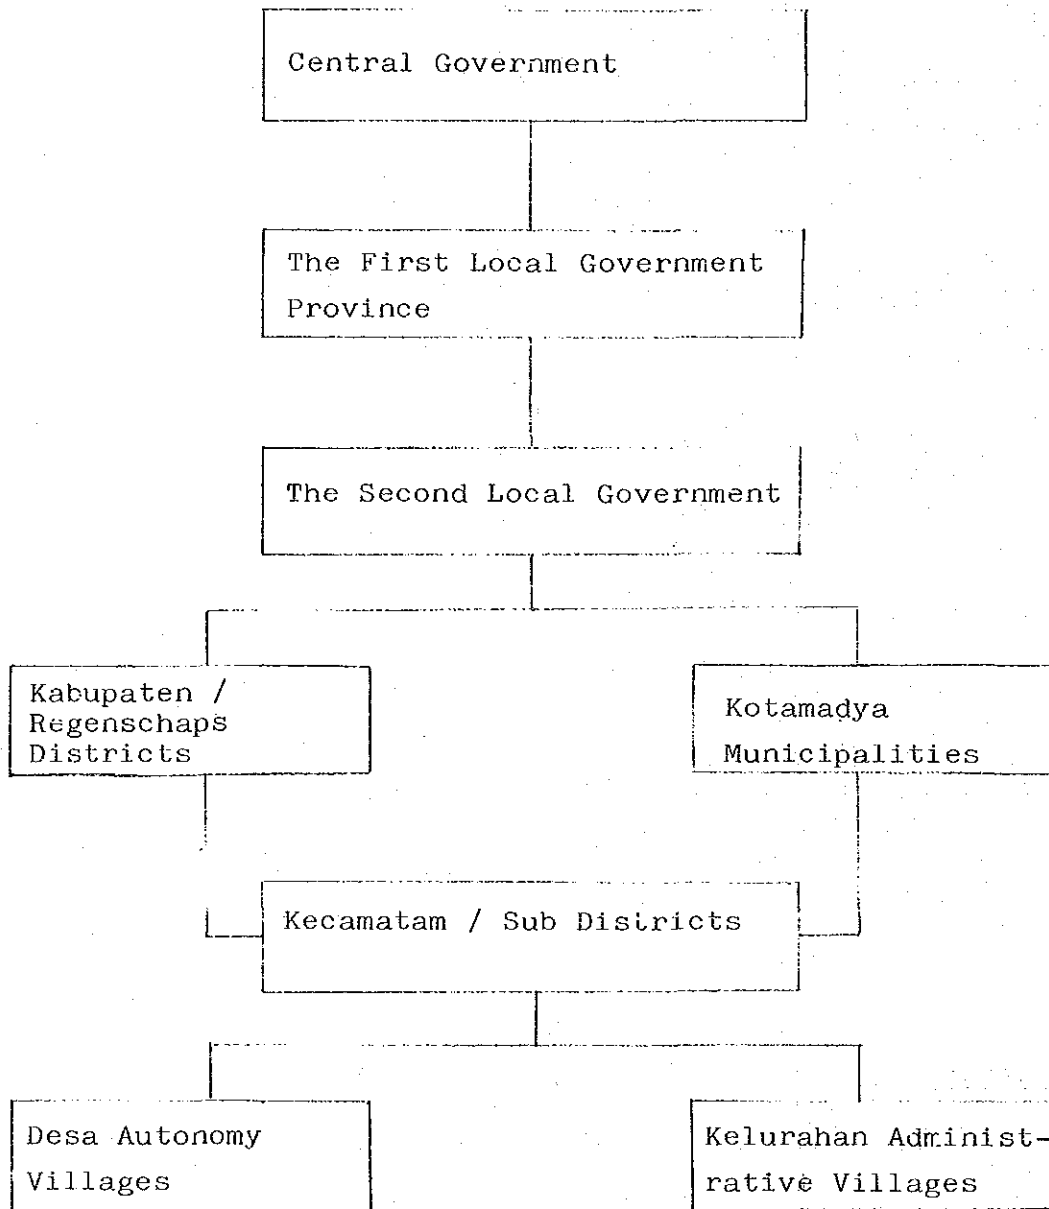 Central Government
The First Local Government
Province
The Second Local Government
Kabupaten /
Regenschaps
Districts
Kotamadya
Municipalities
Kecamatam / Sub Districts
Desa Autonomy
Villages
Kelurahan Administ-
rative Villages